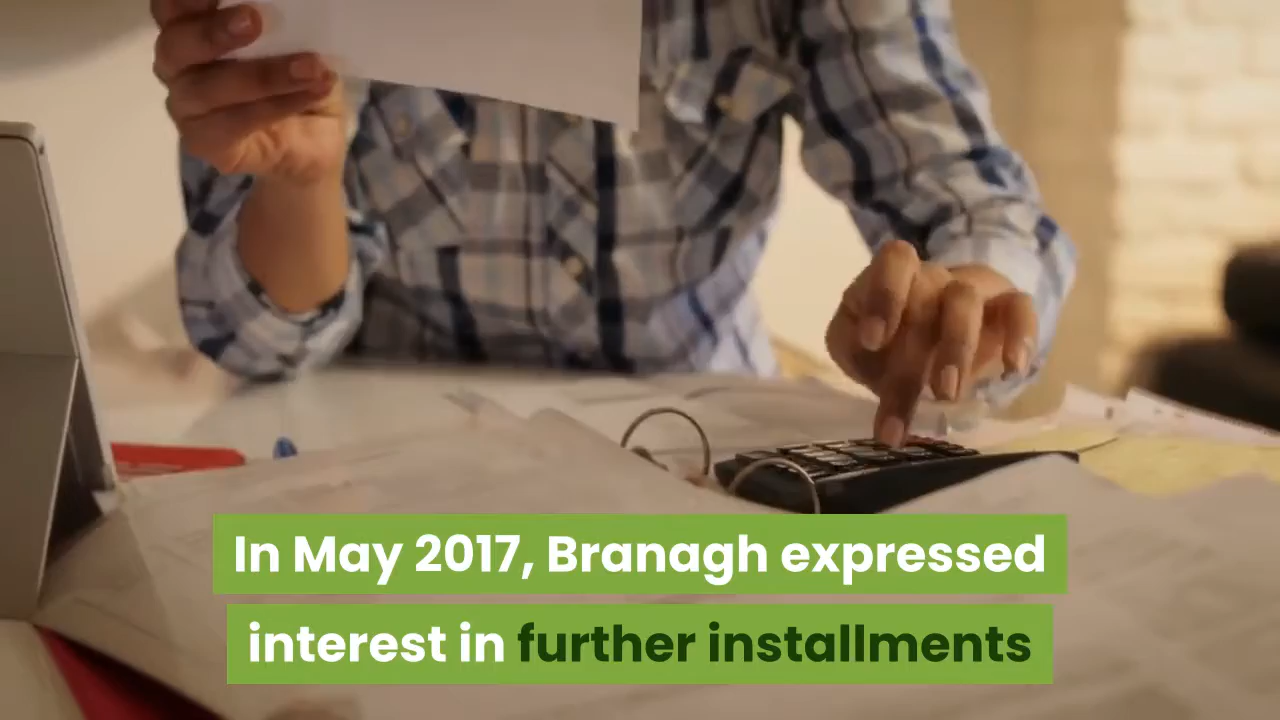 In May 2017, Branagh expressed
interest in further installments